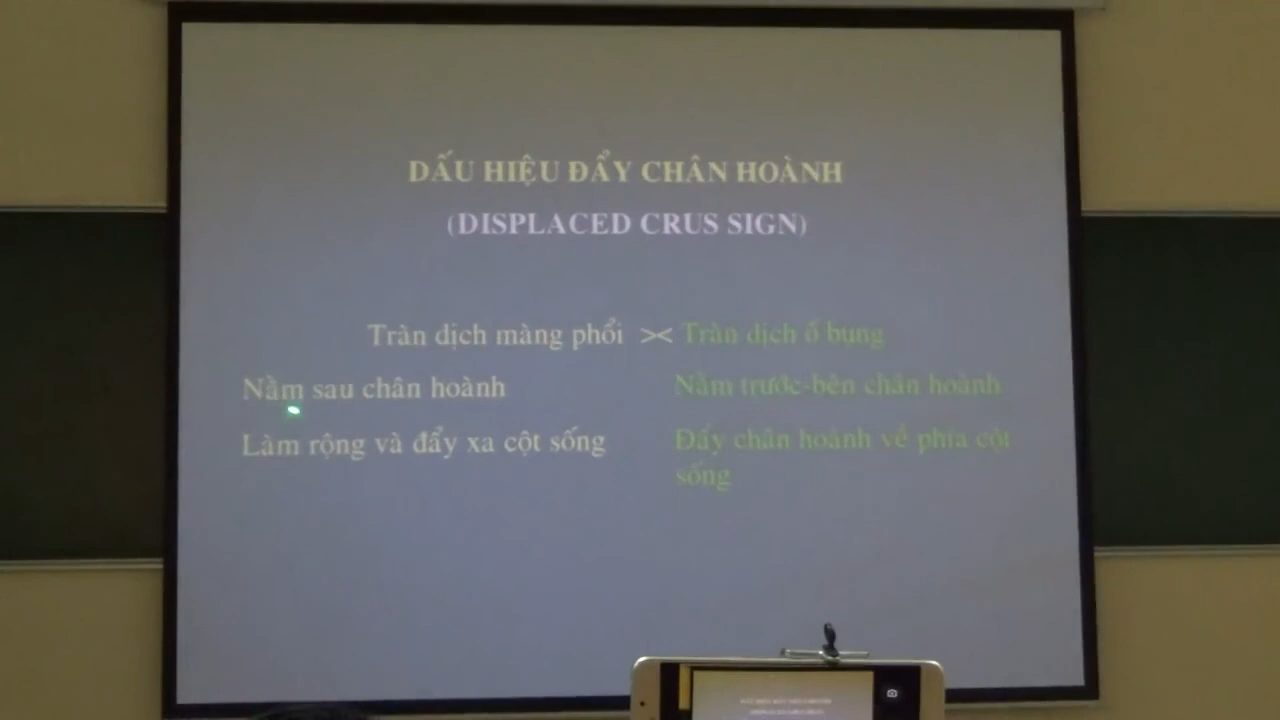 DẤU HIỆU ĐẨY CHÂN HOÀNH
(DISPLACED CRUS SIGN)
Tràn dịch màng phổi >< Tràn dịch ổ bụng
Nằm sau chân hoành
Nằm trước-bên chân hoành.
Làm rộng và đẩy xa cột sống
Đẩy chân hoành về phía cột
sống